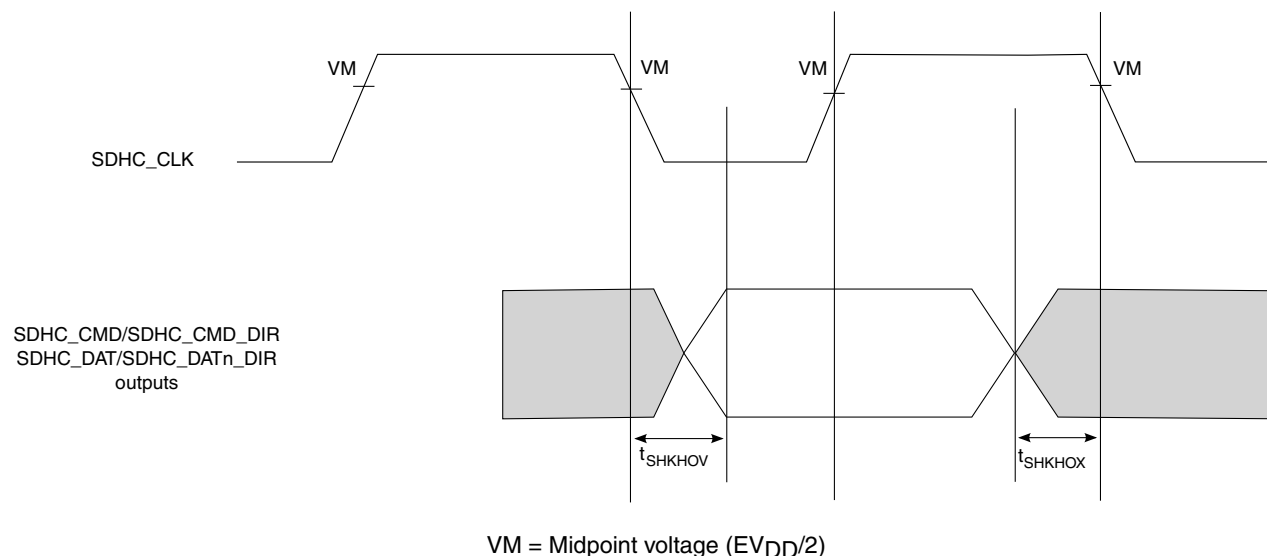 VM VM VM VM
SDHC_CLK
SDHC_CMD/SDHC_CMD_DIR
SDHC_DAT/SDHC_DATn_DIR
outputs
tSHKHOV tSHKHOX
VM = Midpoint voltage (EVDD/2)